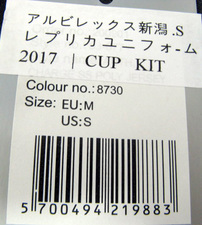 アルビレックス新潟.S
レプリカユニフォ-ム
2017 | CUP KIT
Colour no.: 8730
Size: EU: M
US: S
5 700494 219883